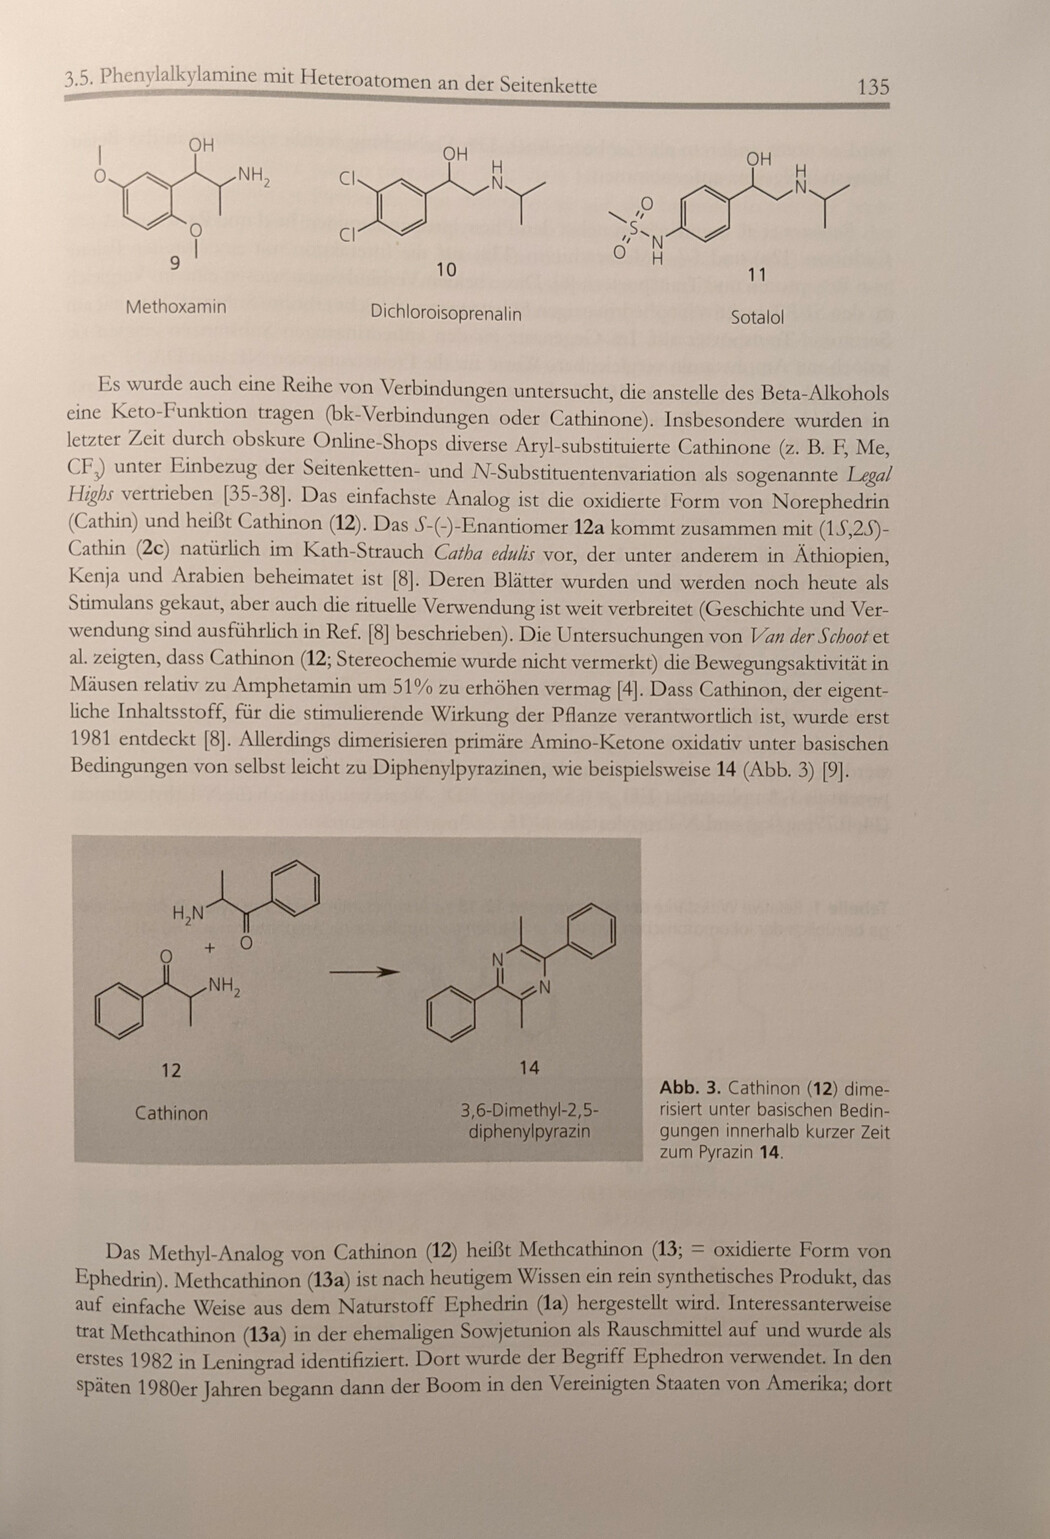 3.5. Phenylalkylamine mit Heteroatomen an der Seitenkette 135
O OH NH2 O
9
Methoxamin
Cl Cl OH H N
10
Dichloroisoprenalin
O S O N H OH H N
11
Sotalol
Es wurde auch eine Reihe von Verbindungen untersucht, die anstelle des Beta-Alkohols
eine Keto-Funktion tragen (bk-Verbindungen oder Cathinone). Insbesondere wurden in
letzter Zeit durch obskure Online-Shops diverse Aryl-substituierte Cathinone (z. B. F, Me,
CF3) unter Einbezug der Seitenketten- und N-Substituentenvariation als sogenannte Legal
Highs vertrieben [35-38]. Das einfachste Analog ist die oxidierte Form von Norephedrin
(Cathin) und heißt Cathinon (12). Das S-(-)-Enantiomer 12a kommt zusammen mit (1S,2S)-
Cathin (2c) natürlich im Kath-Strauch Catha edulis vor, der unter anderem in Äthiopien,
Kenja und Arabien beheimatet ist [8]. Deren Blätter wurden und werden noch heute als
Stimulans gekaut, aber auch die rituelle Verwendung ist weit verbreitet (Geschichte und Ver-
wendung sind ausführlich in Ref. [8] beschrieben). Die Untersuchungen von Van der Schoot et
al. zeigten, dass Cathinon (12; Stereochemie wurde nicht vermerkt) die Bewegungsaktivität in
Mäusen relativ zu Amphetamin um 51% zu erhöhen vermag [4]. Dass Cathinon, der eigent-
liche Inhaltsstoff, für die stimulierende Wirkung der Pflanze verantwortlich ist, wurde erst
1981 entdeckt [8]. Allerdings dimerisieren primäre Amino-Ketone oxidativ unter basischen
Bedingungen von selbst leicht zu Diphenylpyrazinen, wie beispielsweise 14 (Abb. 3) [9].
H2N O
+
O NH2
12
Cathinon
N N
14
3,6-Dimethyl-2,5-
diphenylpyrazin
Abb. 3. Cathinon (12) dime-
risiert unter basischen Bedin-
gungen innerhalb kurzer Zeit
zum Pyrazin 14.
Das Methyl-Analog von Cathinon (12) heißt Methcathinon (13; = oxidierte Form von
Ephedrin). Methcathinon (13a) ist nach heutigem Wissen ein rein synthetisches Produkt, das
auf einfache Weise aus dem Naturstoff Ephedrin (1a) hergestellt wird. Interessanterweise
trat Methcathinon (13a) in der ehemaligen Sowjetunion als Rauschmittel auf und wurde als
erstes 1982 in Leningrad identifiziert. Dort wurde der Begriff Ephedron verwendet. In den
späten 1980er Jahren begann dann der Boom in den Vereinigten Staaten von Amerika; dort